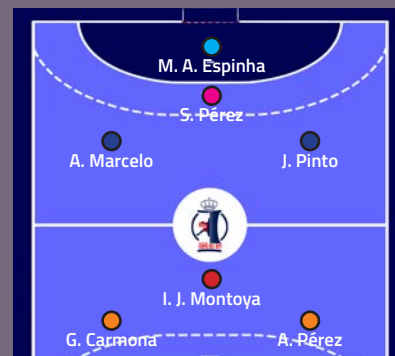 M. A. Espinha
S. Pérez
A. Marcelo
J. Pinto
I. J. Montoya
G. Carmona
A. Pérez